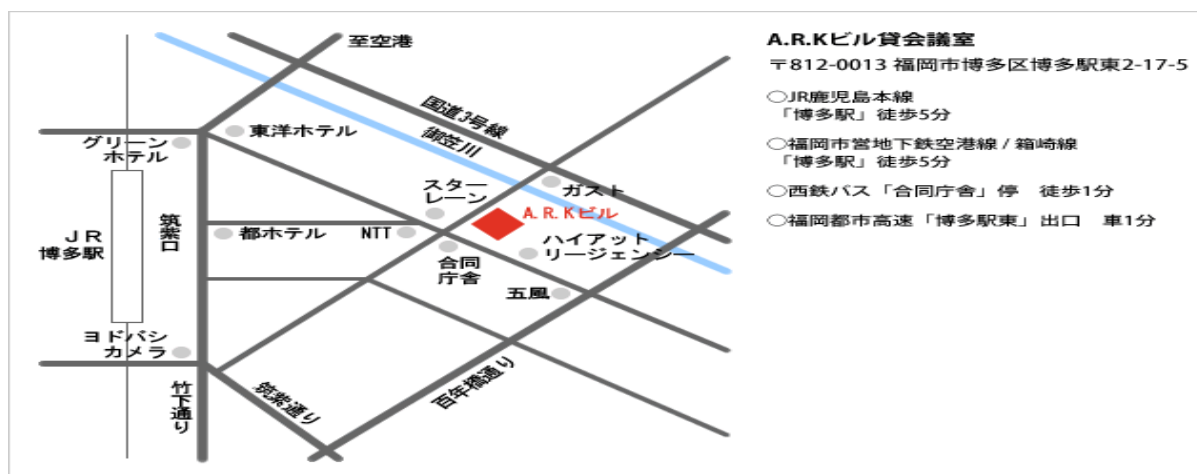 至空港
国道3号線
御笠川
東洋ホテル
グリーン
ホテル
スター
レーン
ガスト
A.R.Kビル
筑紫口
JR
博多駅
都ホテル
NTT
ハイアット
リージェンシー
合同
庁舎
五風
ヨドバシ
カメラ
竹下通り
筑紫通り
百年橋通り
A.R.Kビル貸会議室
〒812-0013 福岡市博多区博多駅東2-17-5
○JR鹿児島本線
「博多駅」徒歩5分
○福岡市営地下鉄空港線 / 箱崎線
「博多駅」徒歩5分
○西鉄バス「合同庁舎」停　徒歩1分
○福岡都市高速「博多駅東」出口　車1分